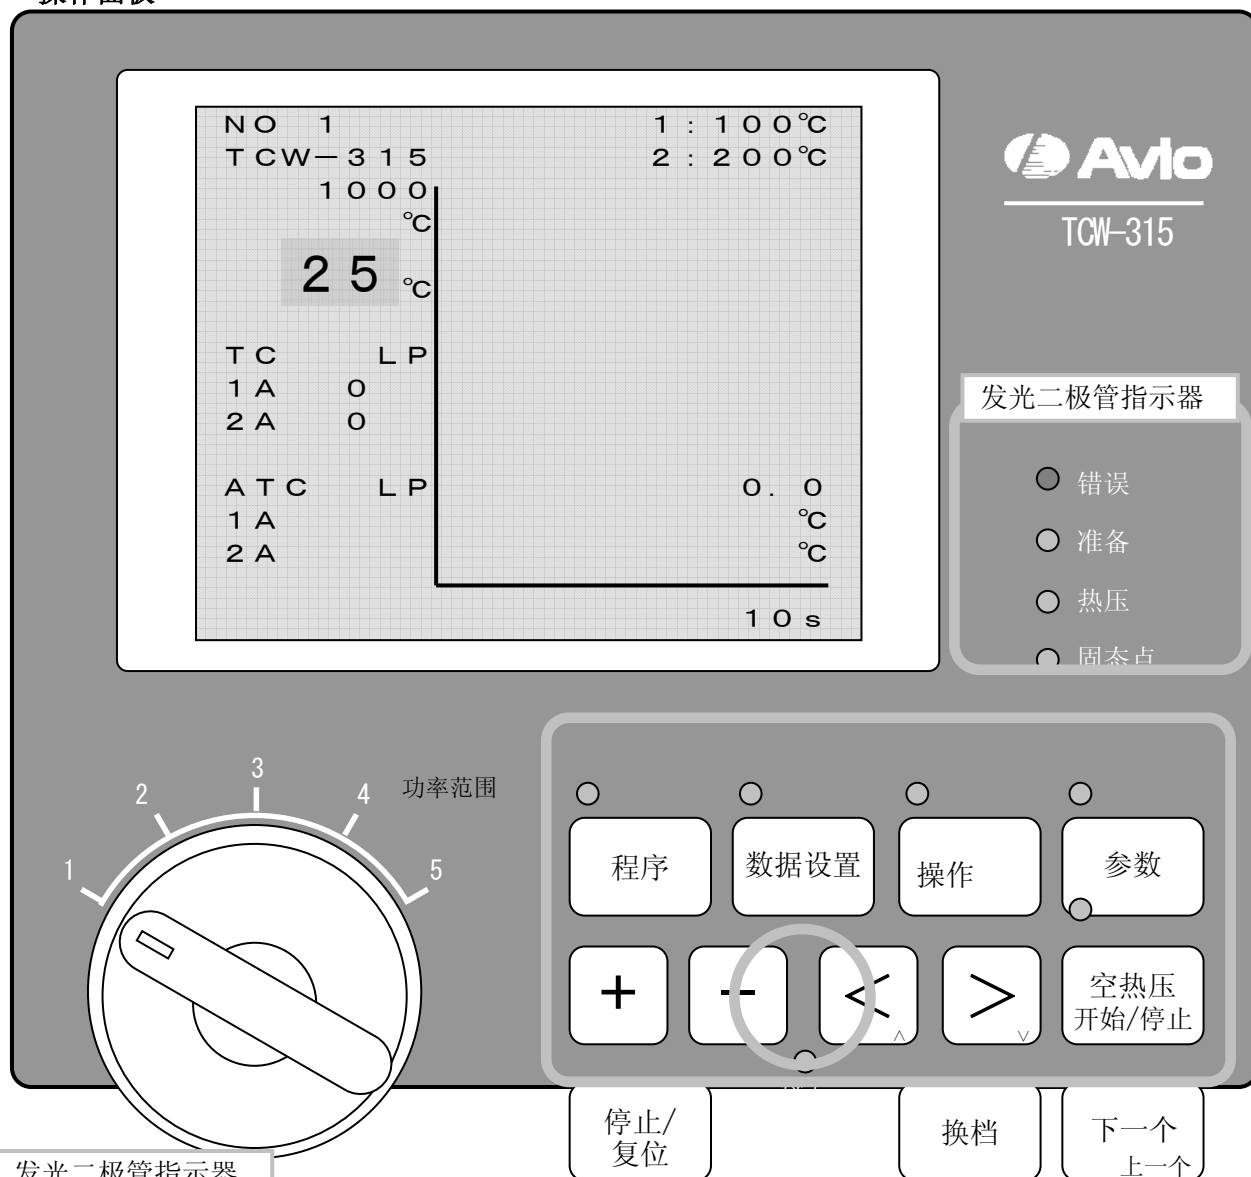 NO 1 1:100℃
TCW-315 2:200℃
1000
℃
25 ℃
TC LP
1A 0
2A 0
ATC LP 0.0
1A ℃
2A ℃
10s
Avio
TCW-315
发光二极管指示器
错误
准备
热压
固态点
功率范围
1 2 3 4 5
程序 数据设置 操作 参数
+ - < > 空热压
∧ ∨ 开始/停止
停止/
复位
换档
下一个
上一个
发光二极管指示器